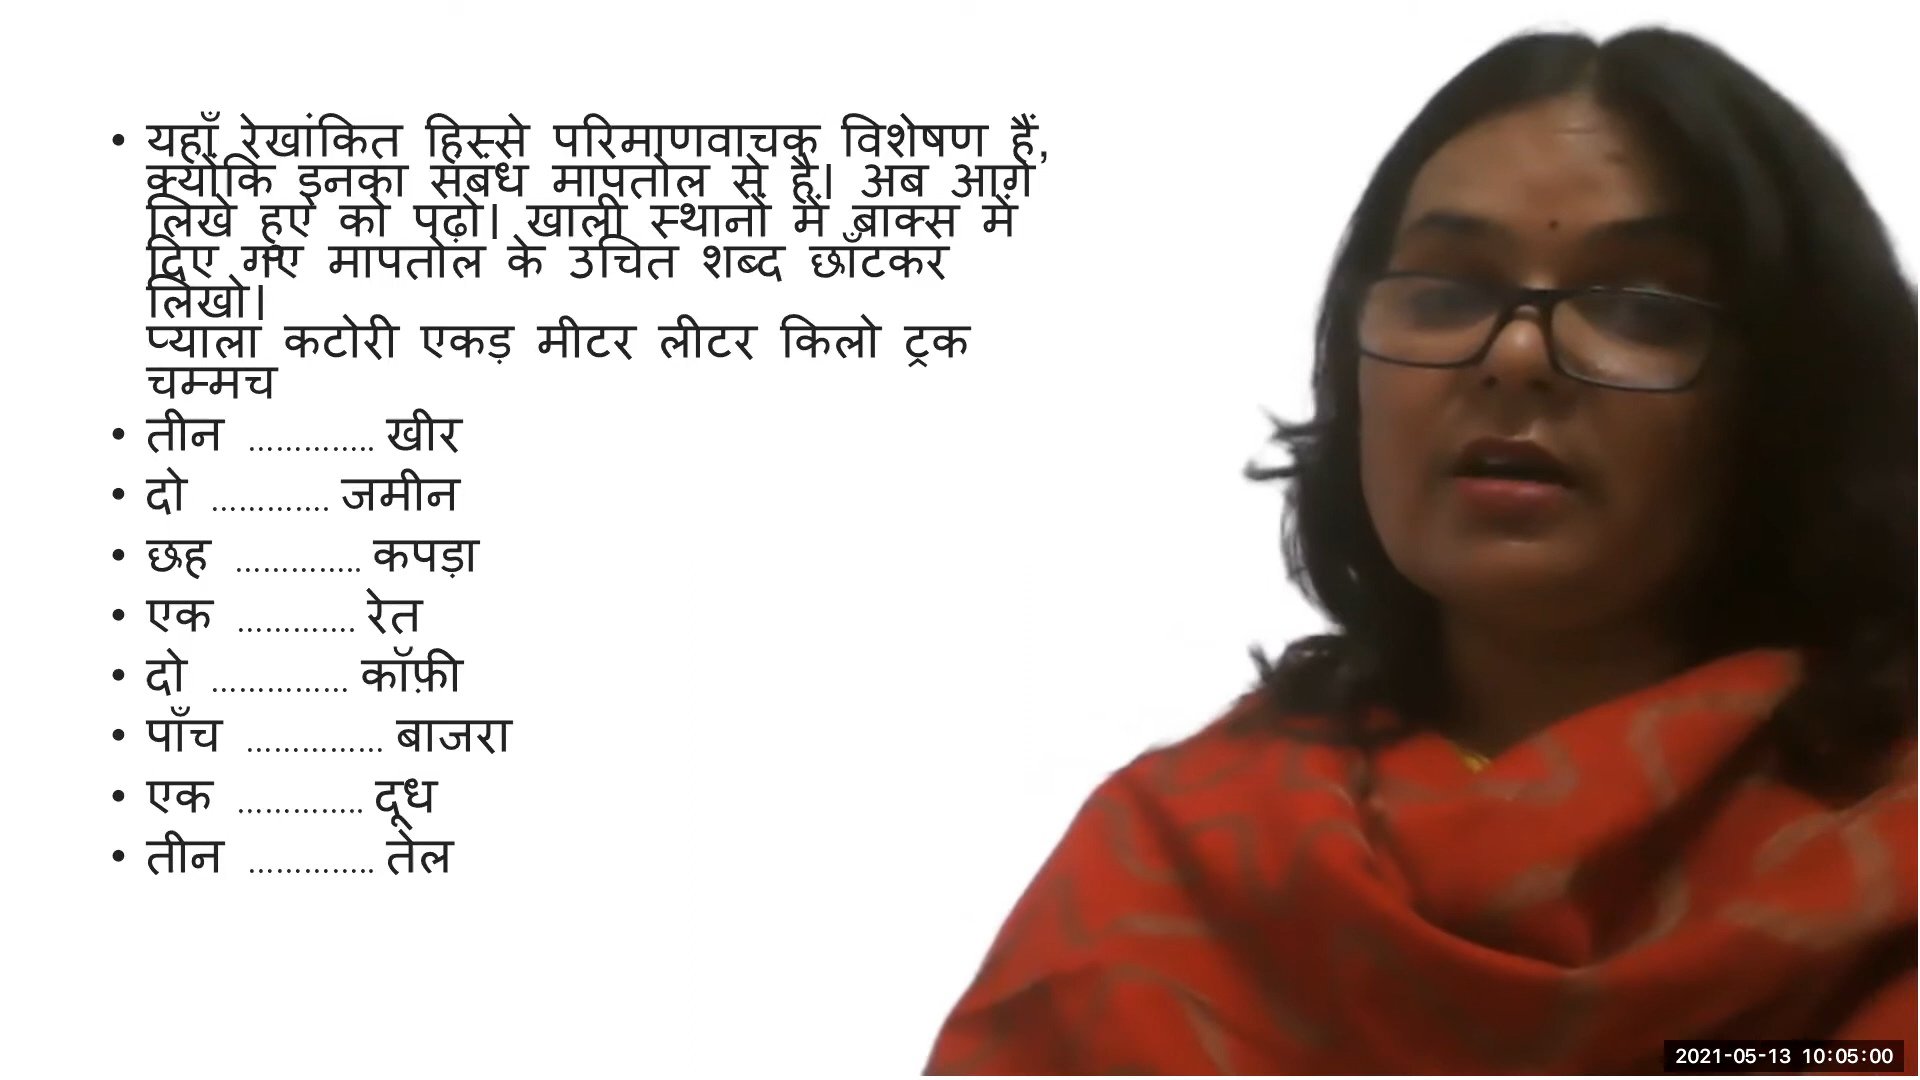 • यहाँ रेखांकित हिस्से परिमाणवाचक विशेषण हैं,
क्योंकि इनका संबंध मापतोल से है। अब आगे
लिखे हुए को पढ़ो। खाली स्थानों में बाक्स में
दिए गए मापतोल के उचित शब्द छाँटकर
लिखो।
प्याला कटोरी एकड़ मीटर लीटर किलो ट्रक
चम्मच
• तीन .............. खीर
• दो ............. जमीन
• छह .............. कपड़ा
• एक ............. रेत
• दो ............... कॉफ़ी
• पाँच ............... बाजरा
• एक .............. दूध
• तीन .............. तेल
2021-05-13 10:05:00